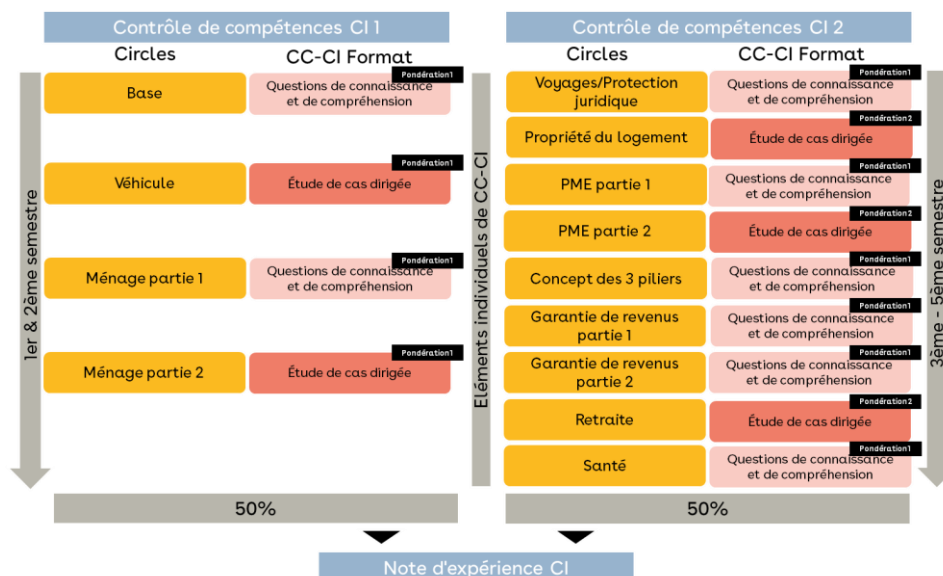 Contrôle de compétences CI 1
Circles
CC-CI Format
1er & 2ème semestre
Base
Pondération1
Questions de connaissance
et de compréhension
Véhicule
Pondération1
Étude de cas dirigée
Ménage partie 1
Pondération1
Questions de connaissance
et de compréhension
Ménage partie 2
Pondération1
Étude de cas dirigée
50%
Eléments individuels de CC-CI
Contrôle de compétences CI 2
Circles
CC-CI Format
Voyages/Protection
juridique
Pondération1
Questions de connaissance
et de compréhension
Propriété du logement
Pondération2
Étude de cas dirigée
PME partie 1
Pondération1
Questions de connaissance
et de compréhension
PME partie 2
Pondération2
Étude de cas dirigée
Concept des 3 piliers
Pondération1
Questions de connaissance
et de compréhension
Garantie de revenus
partie 1
Pondération1
Questions de connaissance
et de compréhension
Garantie de revenus
partie 2
Pondération1
Questions de connaissance
et de compréhension
Retraite
Pondération2
Étude de cas dirigée
Santé
Pondération1
Questions de connaissance
et de compréhension
3ème - 5ème semestre
50%
Note d'expérience CI